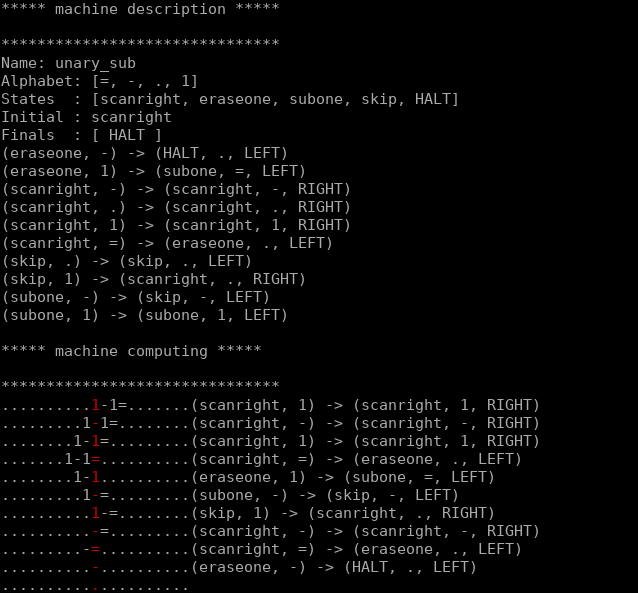 ***** machine description *****
*******************************
Name: unary_sub
Alphabet: [=, -, ., 1]
States  : [scanright, eraseone, subone, skip, HALT]
Initial : scanright
Finals  : [ HALT ]
(eraseone, -) -> (HALT, ., LEFT)
(eraseone, 1) -> (subone, =, LEFT)
(scanright, -) -> (scanright, -, RIGHT)
(scanright, .) -> (scanright, ., RIGHT)
(scanright, 1) -> (scanright, 1, RIGHT)
(scanright, =) -> (eraseone, ., LEFT)
(skip, .) -> (skip, ., LEFT)
(skip, 1) -> (scanright, ., RIGHT)
(subone, -) -> (skip, -, LEFT)
(subone, 1) -> (subone, 1, LEFT)
***** machine computing *****
*******************************
..........1-1=.......(scanright, 1) -> (scanright, 1, RIGHT)
.........1-1=........(scanright, -) -> (scanright, -, RIGHT)
........1-1=.........(scanright, 1) -> (scanright, 1, RIGHT)
.......1-1=..........(scanright, =) -> (eraseone, ., LEFT)
........1-1..........(eraseone, 1) -> (subone, =, LEFT)
.........1-=.........(subone, -) -> (skip, -, LEFT)
..........1-=........(skip, 1) -> (scanright, ., RIGHT)
..........-=.........(scanright, -) -> (scanright, -, RIGHT)
.........-=..........(scanright, =) -> (eraseone, ., LEFT)
..........-..........(eraseone, -) -> (HALT, ., LEFT)
.....................